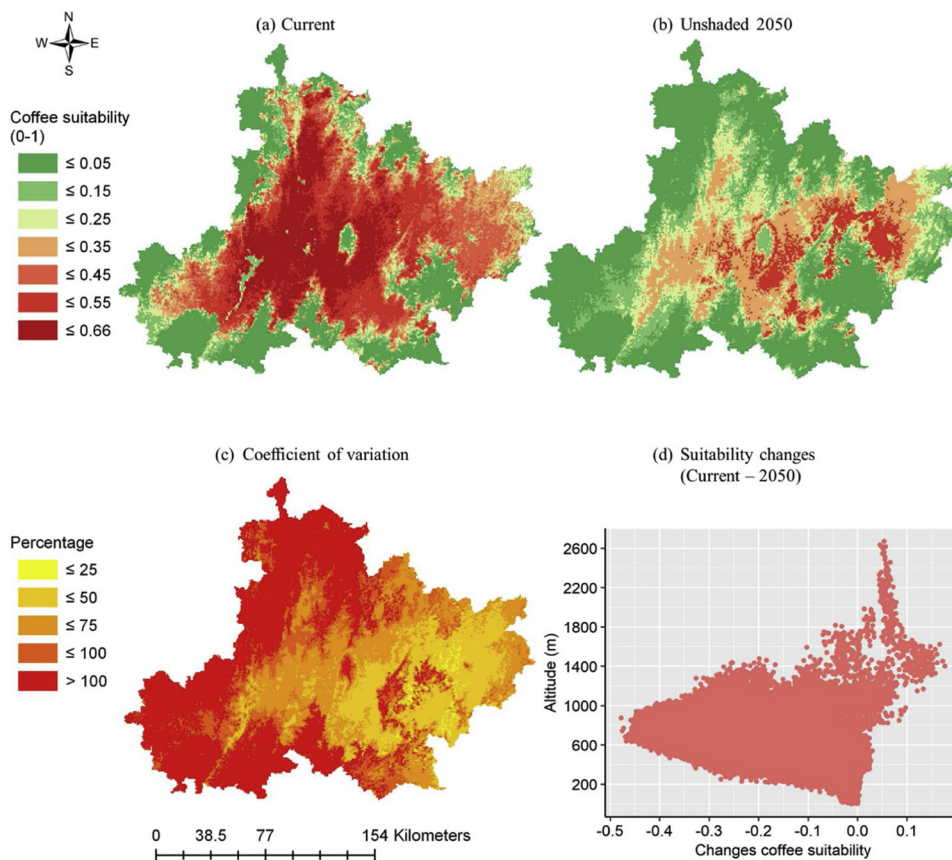 N
W E
S
(a) Current
(b) Unshaded 2050
Coffee suitability
(0-1)
≤ 0.05
≤ 0.15
≤ 0.25
≤ 0.35
≤ 0.45
≤ 0.55
≤ 0.66
(c) Coefficient of variation
(d) Suitability changes
(Current – 2050)
Percentage
≤ 25
≤ 50
≤ 75
≤ 100
> 100
0 38.5 77 154 Kilometers
Altitude (m)
2600
2200
1800
1400
1000
600
200
-0.5 -0.4 -0.3 -0.2 -0.1 0.0 0.1
Changes coffee suitability